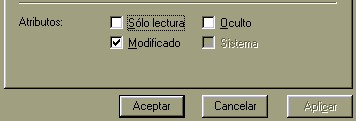 Atributos: Sólo lectura Oculto
Modificado Sistema
Aceptar Cancelar Aplicar